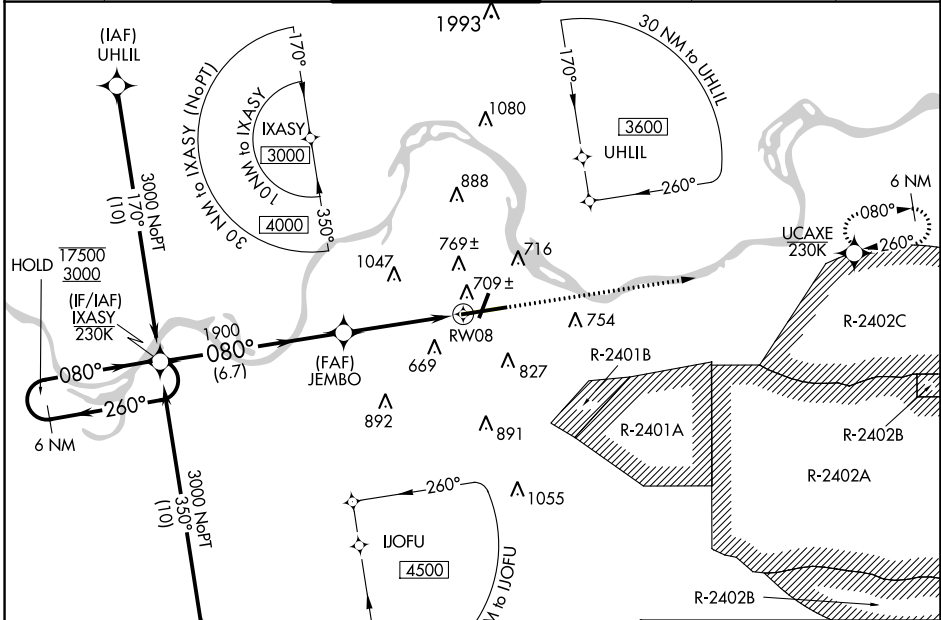 1993
(IAF)
UHLIL
30 NM to IXASY (NoPT)
10NM to IXASY
170°
IXASY
3000
4000
350°
30 NM to UHLIL
170°
3600
UHLIL
260°
1080
888
769±
716
1047
709±
6 NM
080°
260°
UCAXE
230K
3000 NoPT
170°
(10)
HOLD
17500
3000
(IF/IAF)
IXASY
230K
1900
080°
(6.7)
080°
260°
6 NM
(FAF)
JEMBO
RW08
754
669
827
892
891
1055
R-2401B
R-2401A
R-2402C
R-2402B
R-2402A
R-2402B
3000 NoPT
350°
(10)
260°
IJOFU
4500
M to IJOFU